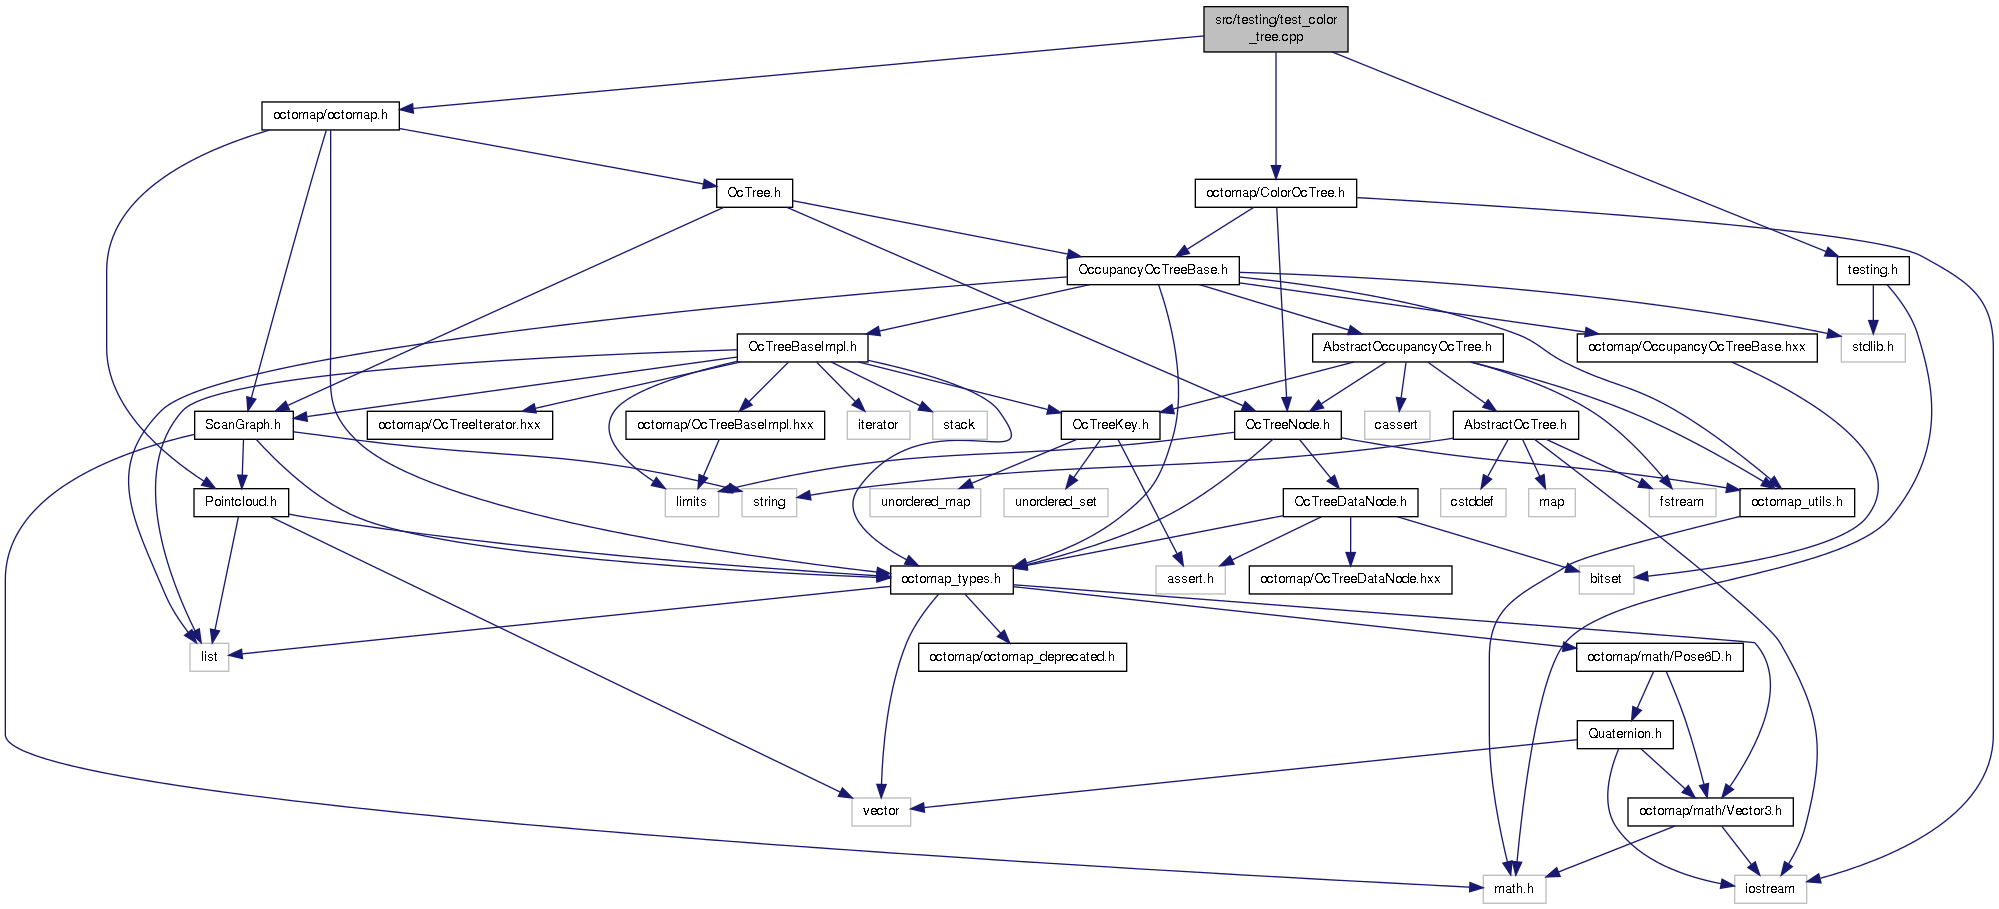 src/testing/test_color
_tree.cpp
octomap/octomap.h
OcTree.h
octomap/ColorOcTree.h
OccupancyOcTreeBase.h
testing.h
OcTreeBaseImpl.h
AbstractOccupancyOcTree.h
octomap/OccupancyOcTreeBase.hxx
stdlib.h
ScanGraph.h
octomap/OcTreeIterator.hxx
octomap/OcTreeBaseImpl.hxx
iterator
stack
OcTreeKey.h
OcTreeNode.h
cassert
AbstractOcTree.h
Pointcloud.h
limits
string
unordered_map
unordered_set
OcTreeDataNode.h
cstddef
map
fstream
octomap_utils.h
octomap_types.h
assert.h
octomap/OcTreeDataNode.hxx
bitset
list
octomap/octomap_deprecated.h
octomap/math/Pose6D.h
Quaternion.h
vector
octomap/math/Vector3.h
math.h
iostream